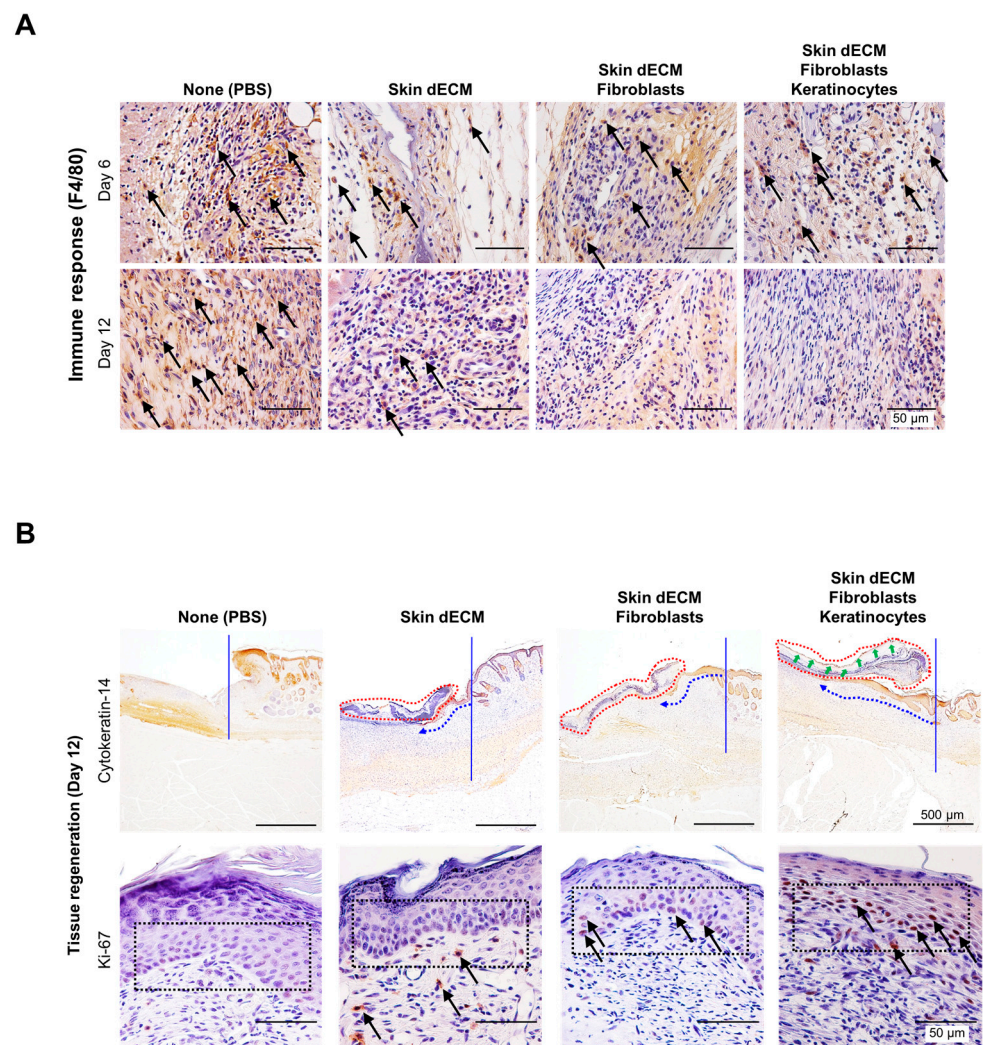 A
None (PBS)
Skin dECM
Skin dECM
Fibroblasts
Skin dECM
Fibroblasts
Keratinocytes
Immune response (F4/80)
Day 6
Day 12
50 µm
B
None (PBS)
Skin dECM
Skin dECM
Fibroblasts
Skin dECM
Fibroblasts
Keratinocytes
Tissue regeneration (Day 12)
Cytokeratin-14
500 µm
Ki-67
50 µm